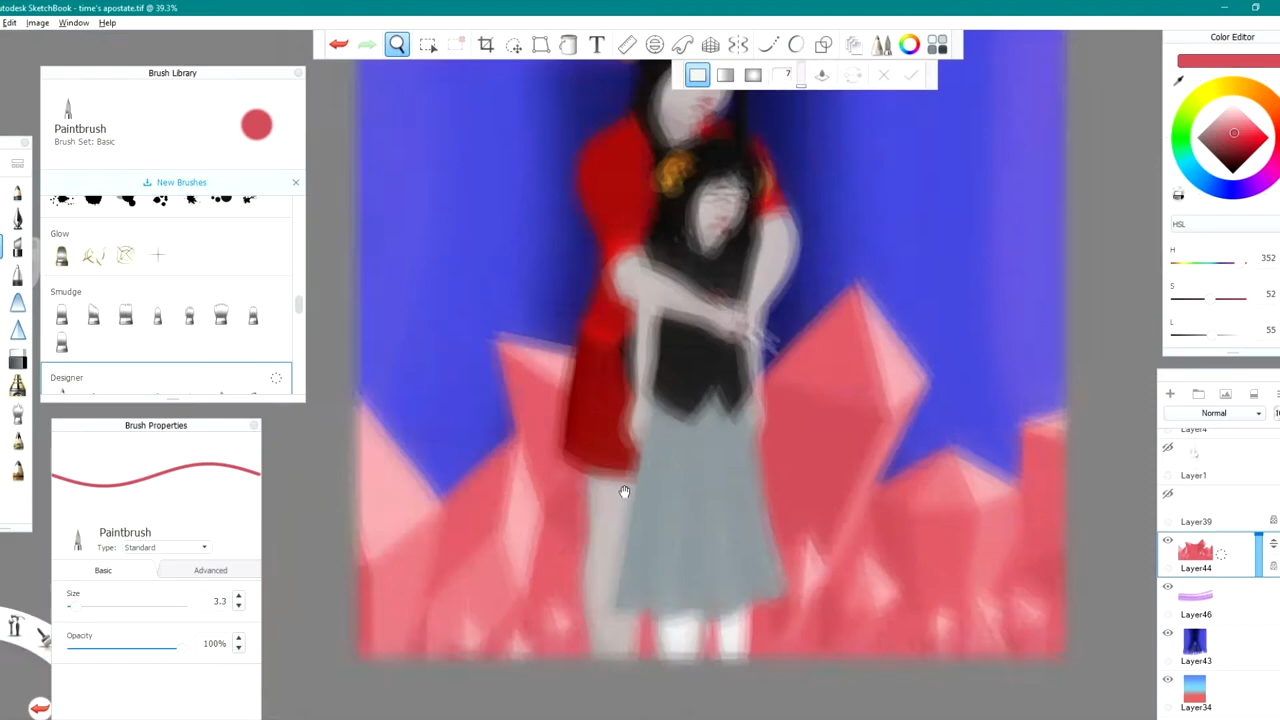 utodesk SketchBook - time's apostate.tif @ 39.3%
Edit Image Window Help
7
Brush Library
Paintbrush
Brush Set: Basic
New Brushes
Glow
Smudge
Designer
Brush Properties
Paintbrush
Type: Standard
Basic Advanced
Size
3.3
Opacity
100%
Color Editor
HSL
H
352
S
52
L
55
Normal
Layer4
Layer1
Layer39
Layer44
Layer46
Layer43
Layer34